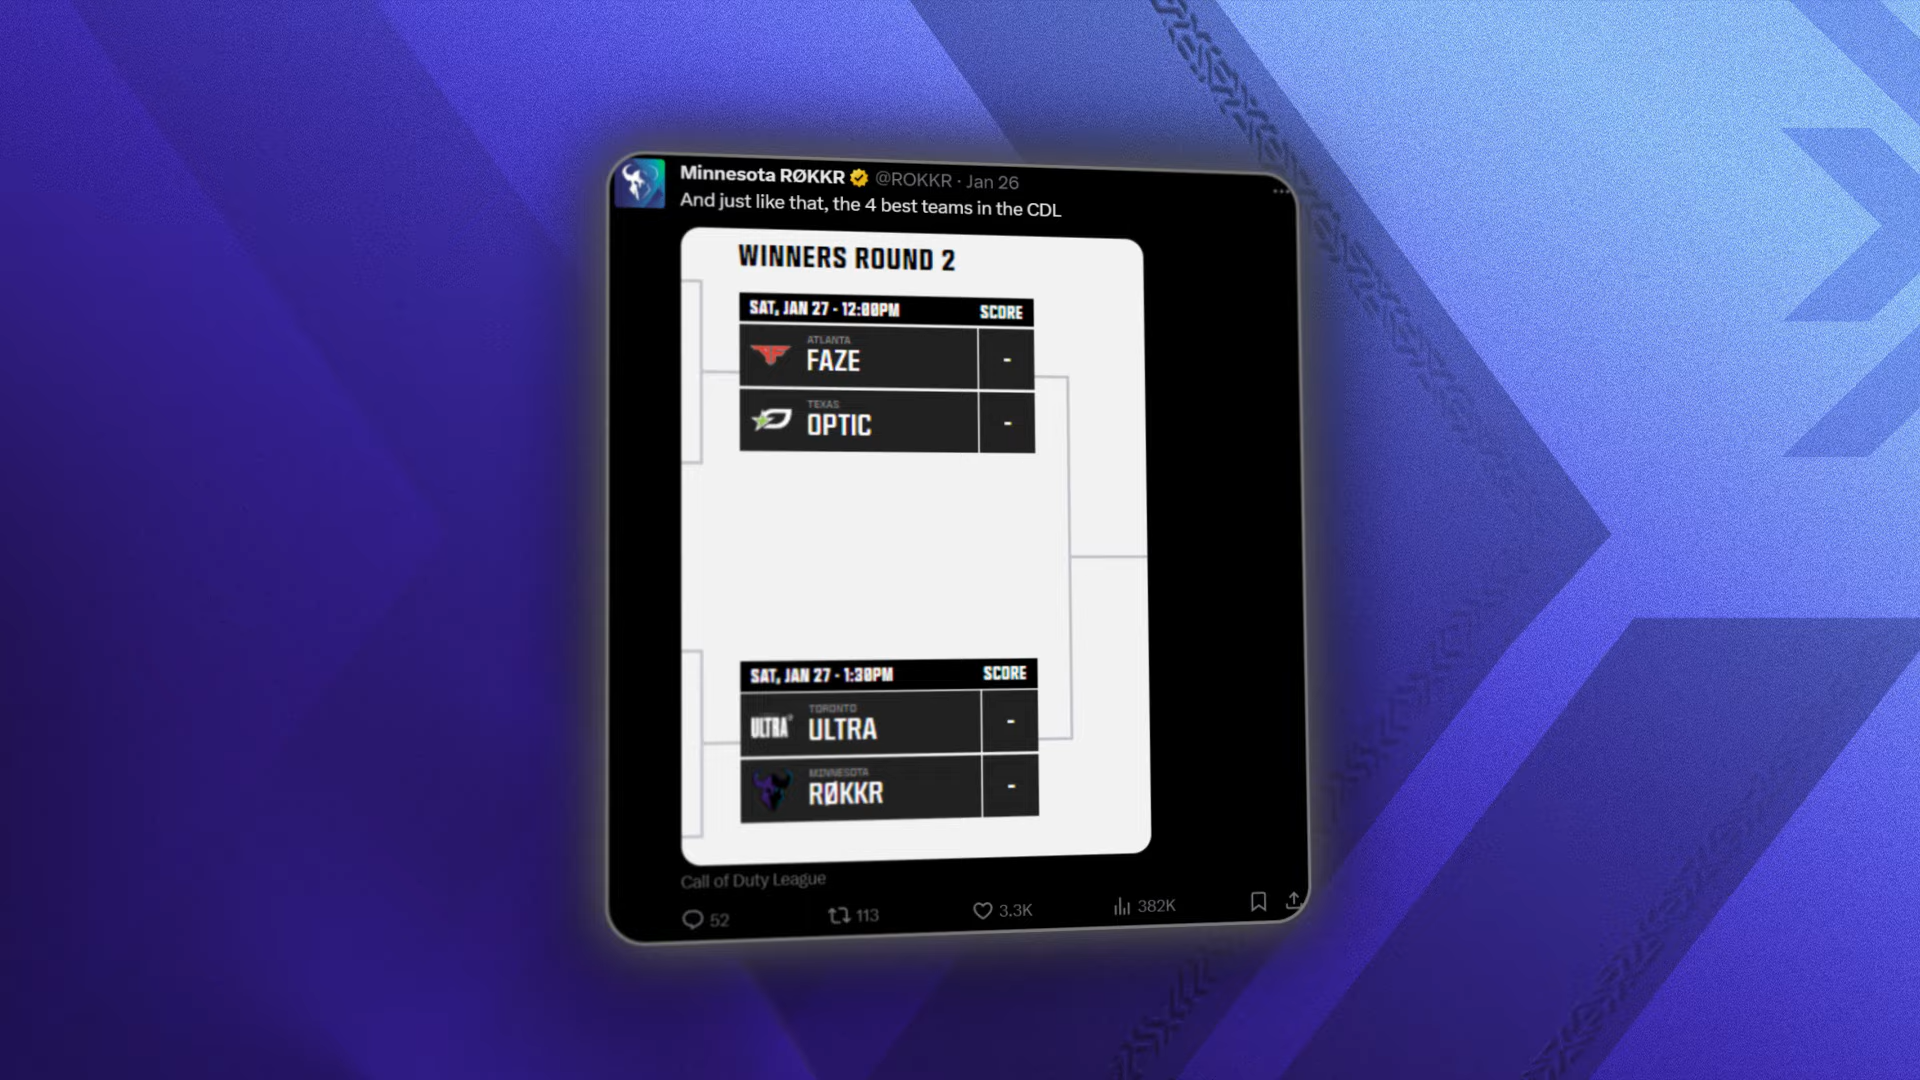 Minnesota RØKKR @ROKKR · Jan 26
And just like that, the 4 best teams in the CDL
WINNERS ROUND 2
SAT, JAN 27 - 12:00PM SCORE
ATLANTA
FAZE -
TEXAS
OPTIC -
SAT, JAN 27 - 1:30PM SCORE
ULTRA
TORONTO
ULTRA -
MINNESOTA
RØKKR -
Call of Duty League
52 113 3.3K 382K